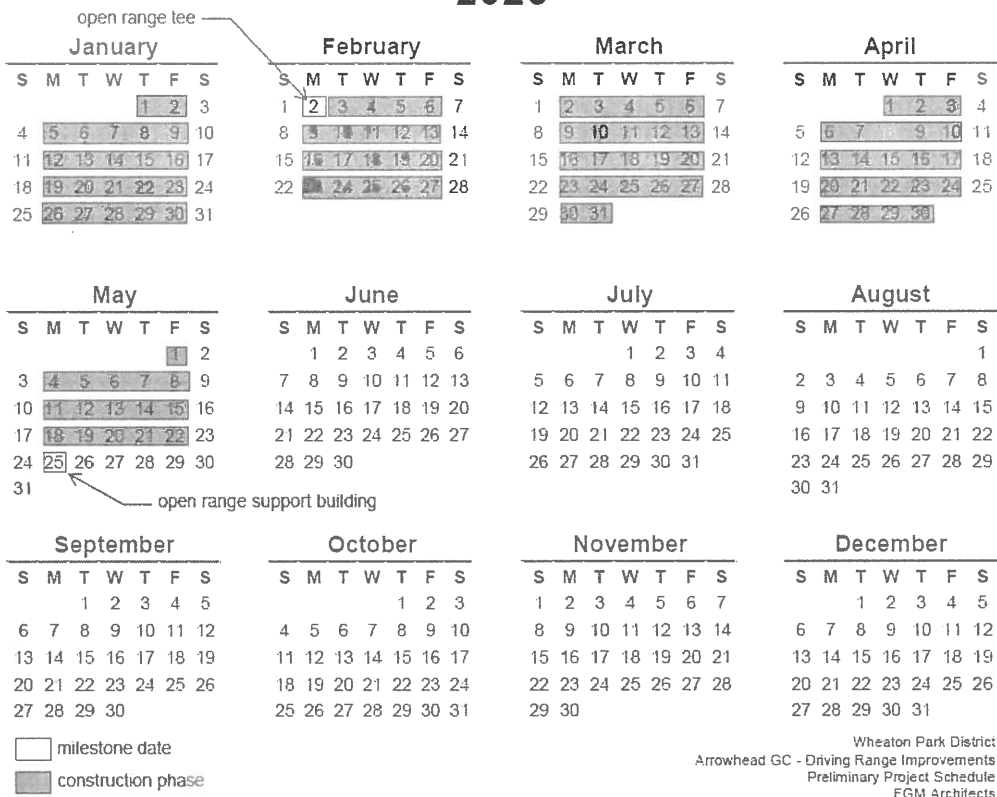 open range tee
January
S M T W T F S
1 2 3
4 5 6 7 8 9 10
11 12 13 14 15 16 17
18 19 20 21 22 23 24
25 26 27 28 29 30 31
February
S M T W T F S
1 2 3 4 5 6 7
8 9 10 11 12 13 14
15 16 17 18 19 20 21
22 24 25 26 27 28
March
S M T W T F S
1 2 3 4 5 6 7
8 9 10 11 12 13 14
15 16 17 18 19 20 21
22 23 24 25 26 27 28
29 30 31
April
S M T W T F S
1 2 3 4
5 6 7 8 9 10 11
12 13 14 15 16 17 18
19 20 21 22 23 24 25
26 27 28 29 30
May
S M T W T F S
1 2
3 4 5 6 7 8 9
10 11 12 13 14 15 16
17 18 19 20 21 22 23
24 25 26 27 28 29 30
31
open range support building
June
S M T W T F S
1 2 3 4 5 6
7 8 9 10 11 12 13
14 15 16 17 18 19 20
21 22 23 24 25 26 27
28 29 30
July
S M T W T F S
1 2 3 4
5 6 7 8 9 10 11
12 13 14 15 16 17 18
19 20 21 22 23 24 25
26 27 28 29 30 31
August
S M T W T F S
1
2 3 4 5 6 7 8
9 10 11 12 13 14 15
16 17 18 19 20 21 22
23 24 25 26 27 28 29
30 31
September
S M T W T F S
1 2 3 4 5
6 7 8 9 10 11 12
13 14 15 16 17 18 19
20 21 22 23 24 25 26
27 28 29 30
October
S M T W T F S
1 2 3
4 5 6 7 8 9 10
11 12 13 14 15 16 17
18 19 20 21 22 23 24
25 26 27 28 29 30 31
November
S M T W T F S
1 2 3 4 5 6 7
8 9 10 11 12 13 14
15 16 17 18 19 20 21
22 23 24 25 26 27 28
29 30
December
S M T W T F S
1 2 3 4 5
6 7 8 9 10 11 12
13 14 15 16 17 18 19
20 21 22 23 24 25 26
27 28 29 30 31
milestone date
construction phase
Wheaton Park District
Arrowhead GC - Driving Range Improvements
Preliminary Project Schedule
FGM Architects